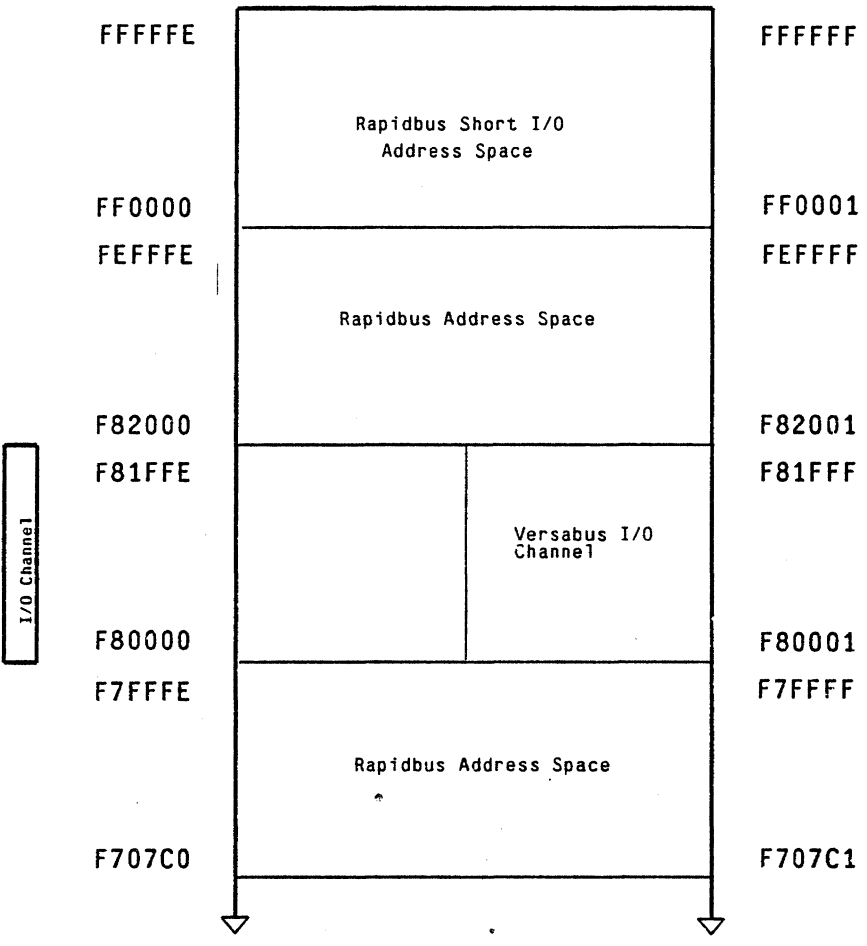 FFFFFE FFFFFF
Rapidbus Short I/O
Address Space
FF0000 FF0001
FEFFFE FEFFFF
Rapidbus Address Space
F82000 F82001
F81FFE F81FFF
I/O Channel
Versabus I/O
Channel
F80000 F80001
F7FFFE F7FFFF
Rapidbus Address Space
F707C0 F707C1